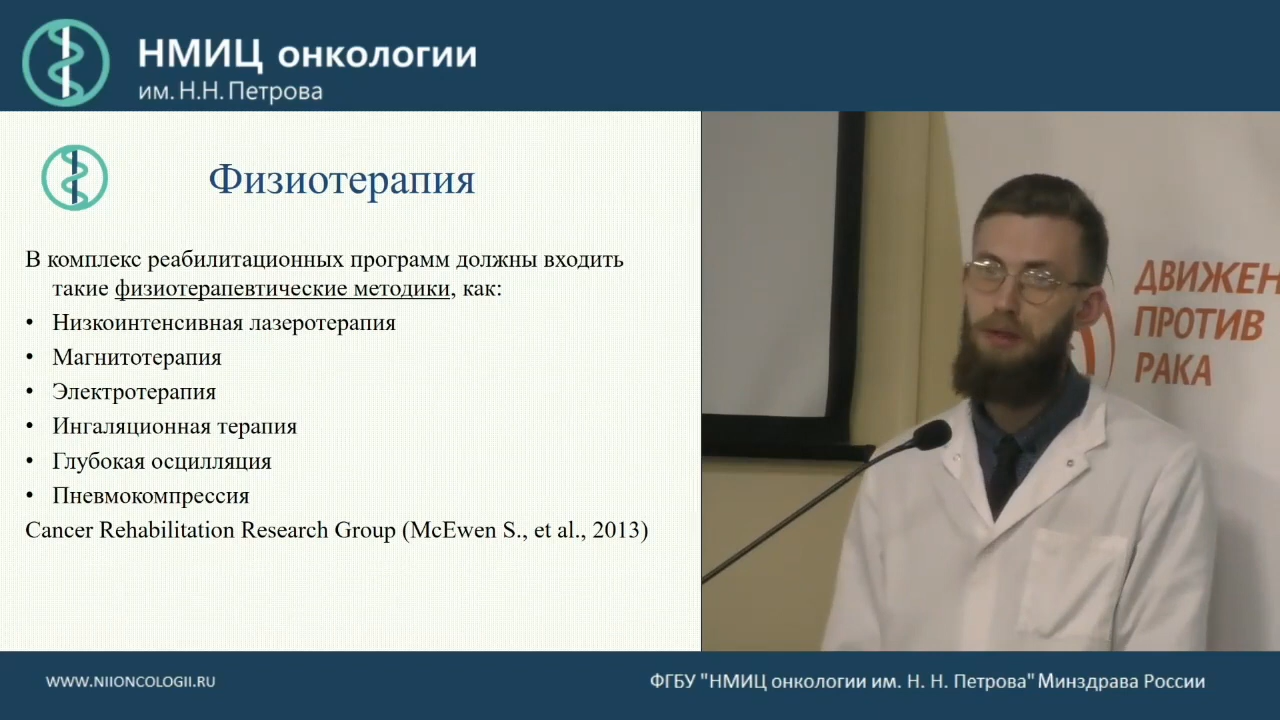 НМИЦ онкологии
им. Н.Н. Петрова
Физиотерапия
В комплекс реабилитационных программ должны входить
такие физиотерапевтические методики, как:
• Низкоинтенсивная лазеротерапия
• Магнитотерапия
• Электротерапия
• Ингаляционная терапия
• Глубокая осцилляция
• Пневмокомпрессия
Cancer Rehabilitation Research Group (McEwen S., et al., 2013)
ДВИЖЕН
ПРОТИВ
РАКА
WWW.NIIONCOLOGII.RU
ФГБУ "НМИЦ онкологии им. Н. Н. Петрова" Минздрава России